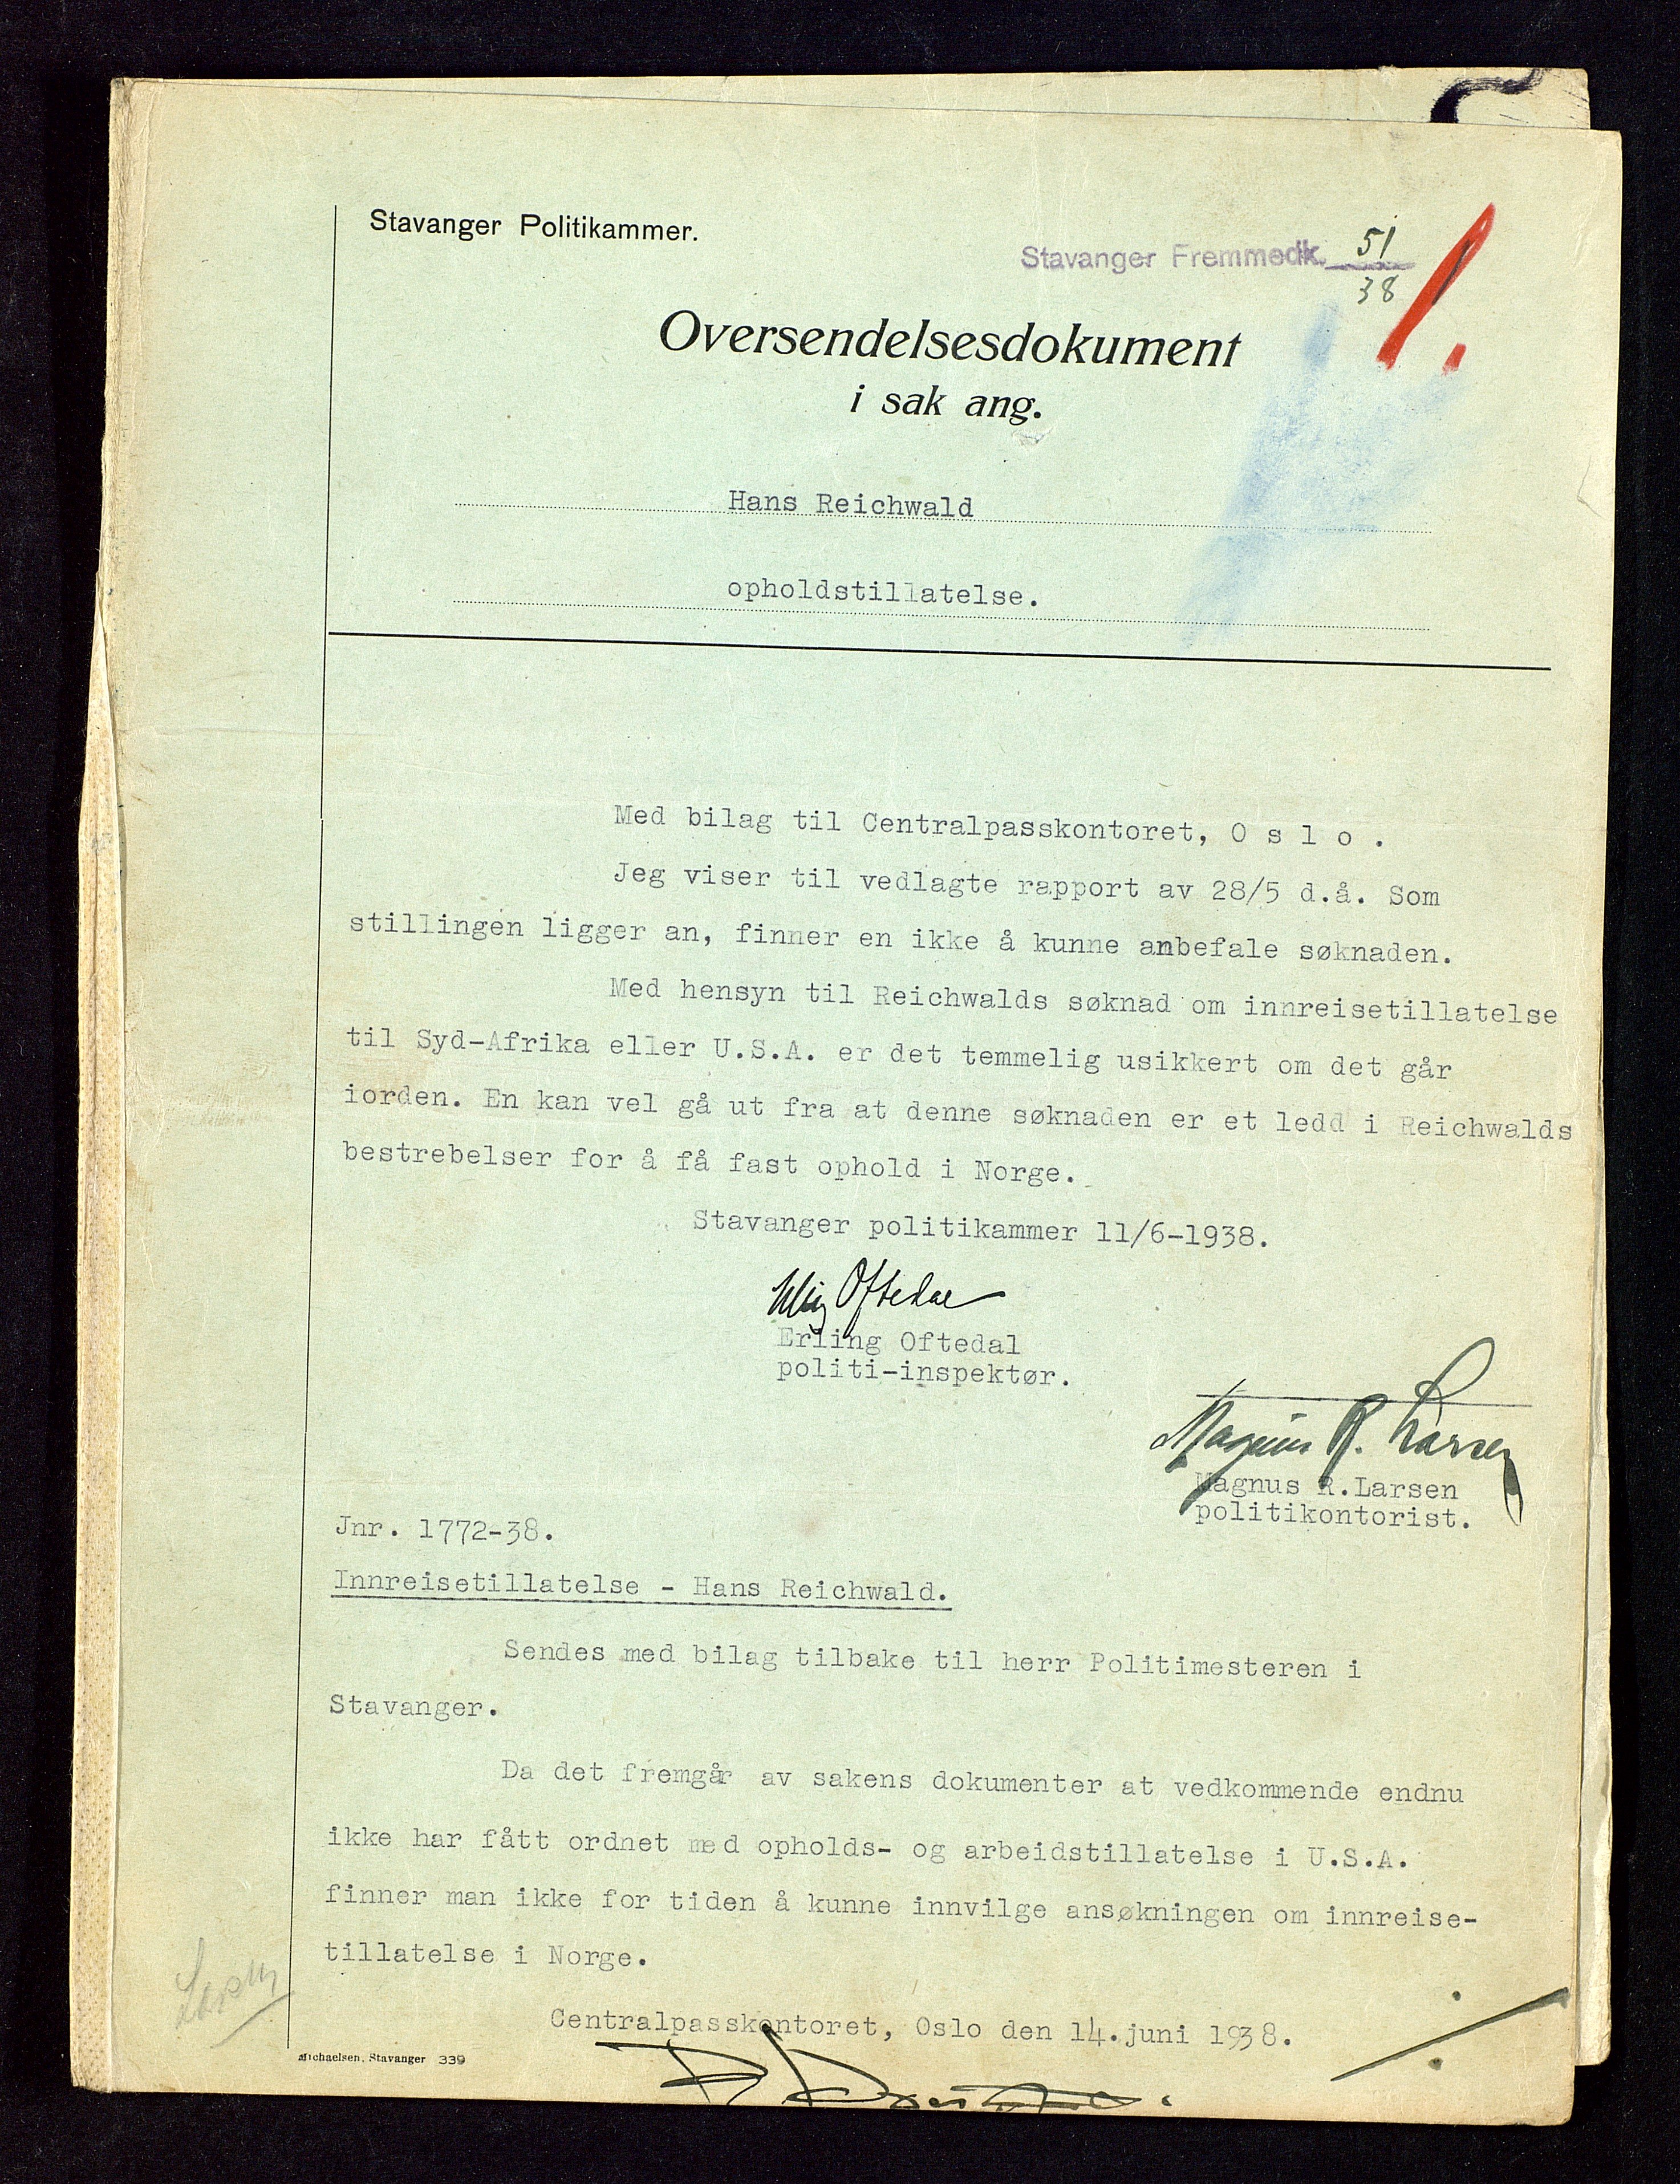 Stavanger Politikammer.
Stavanger Fremmedk. 51
38
1.
Oversendelsesdokument
i sak ang.
Hans Reichwald
opholdstillatelse.
Med bilag til Centralpasskontoret, O s l o .
Jeg viser til vedlagte rapport av 28/5 d.å. Som
stillingen ligger an, finner en ikke å kunne anbefale søknaden.
Med hensyn til Reichwalds søknad om innreisetillatelse
til Syd-Afrika eller U.S.A. er det temmelig usikkert om det går
iorden. En kan vel gå ut fra at denne søknaden er et ledd i Reichwalds
bestrebelser for å få fast ophold i Norge.
Stavanger politikammer 11/6-1938.
Erling Oftedal
Erling Oftedal
politi-inspektør.
Magnus R. Larsen
Magnus R.Larsen
politikontorist.
Jnr. 1772-38.
Innreisetillatelse - Hans Reichwald.
Sendes med bilag tilbake til herr Politimesteren i
Stavanger.
Da det fremgår av sakens dokumenter at vedkommende endnu
ikke har fått ordnet med opholds- og arbeidstillatelse i U.S.A.
finner man ikke for tiden å kunne innvilge ansøkningen om innreise-
tillatelse i Norge.
Centralpasskontoret, Oslo den 14.juni 1938.
Michaelsen, Stavanger 339